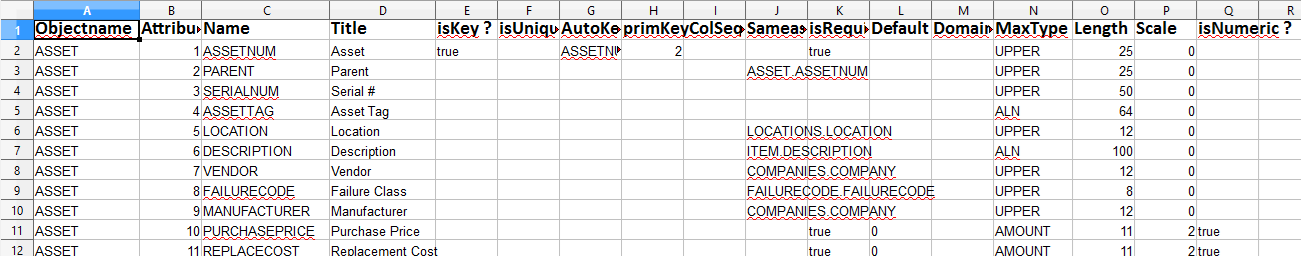 A B C D E F G H I J K L M N O P Q R
1 Objectname Attribu Name Title isKey ? isUniqu AutoKe primKey ColSeq Sameas isRequi Default Domain MaxType Length Scale isNumeric ?
2 ASSET 1 ASSETNUM Asset true ASSETN 2 true UPPER 25 0
3 ASSET 2 PARENT Parent ASSET.ASSETNUM UPPER 25 0
4 ASSET 3 SERIALNUM Serial # UPPER 50 0
5 ASSET 4 ASSETTAG Asset Tag ALN 64 0
6 ASSET 5 LOCATION Location LOCATIONS.LOCATION UPPER 12 0
7 ASSET 6 DESCRIPTION Description ITEM.DESCRIPTION ALN 100 0
8 ASSET 7 VENDOR Vendor COMPANIES.COMPANY UPPER 12 0
9 ASSET 8 FAILURECODE Failure Class FAILURECODE.FAILURECODE UPPER 8 0
10 ASSET 9 MANUFACTURER Manufacturer COMPANIES.COMPANY UPPER 12 0
11 ASSET 10 PURCHASEPRICE Purchase Price true 0 AMOUNT 11 2 true
12 ASSET 11 REPLACECOST Replacement Cost true 0 AMOUNT 11 2 true